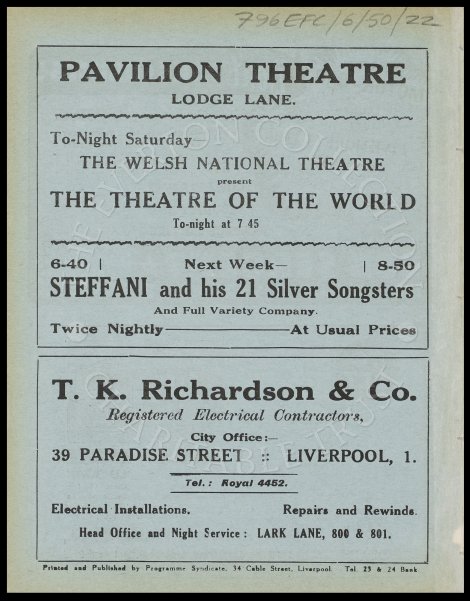 796EFC/6/50/22
PAVILION THEATRE
LODGE LANE.
To-Night Saturday—
THE WELSH NATIONAL THEATRE
present
THE THEATRE OF THE WORLD
To-night at 7 45
6-40 | Next Week— | 8-50
STEFFANI and his 21 Silver Songsters
And Full Variety Company.
Twice Nightly———At Usual Prices
T. K. Richardson & Co.
Registered Electrical Contractors,
City Office:—
39 PARADISE STREET :: LIVERPOOL, 1.
Tel.: Royal 4452.
Electrical Installations. Repairs and Rewinds.
Head Office and Night Service: LARK LANE, 800 & 801.
Printed and Published by Programme Syndicate, 34 Cable Street, Liverpool. Tel. 23 & 24 Bank